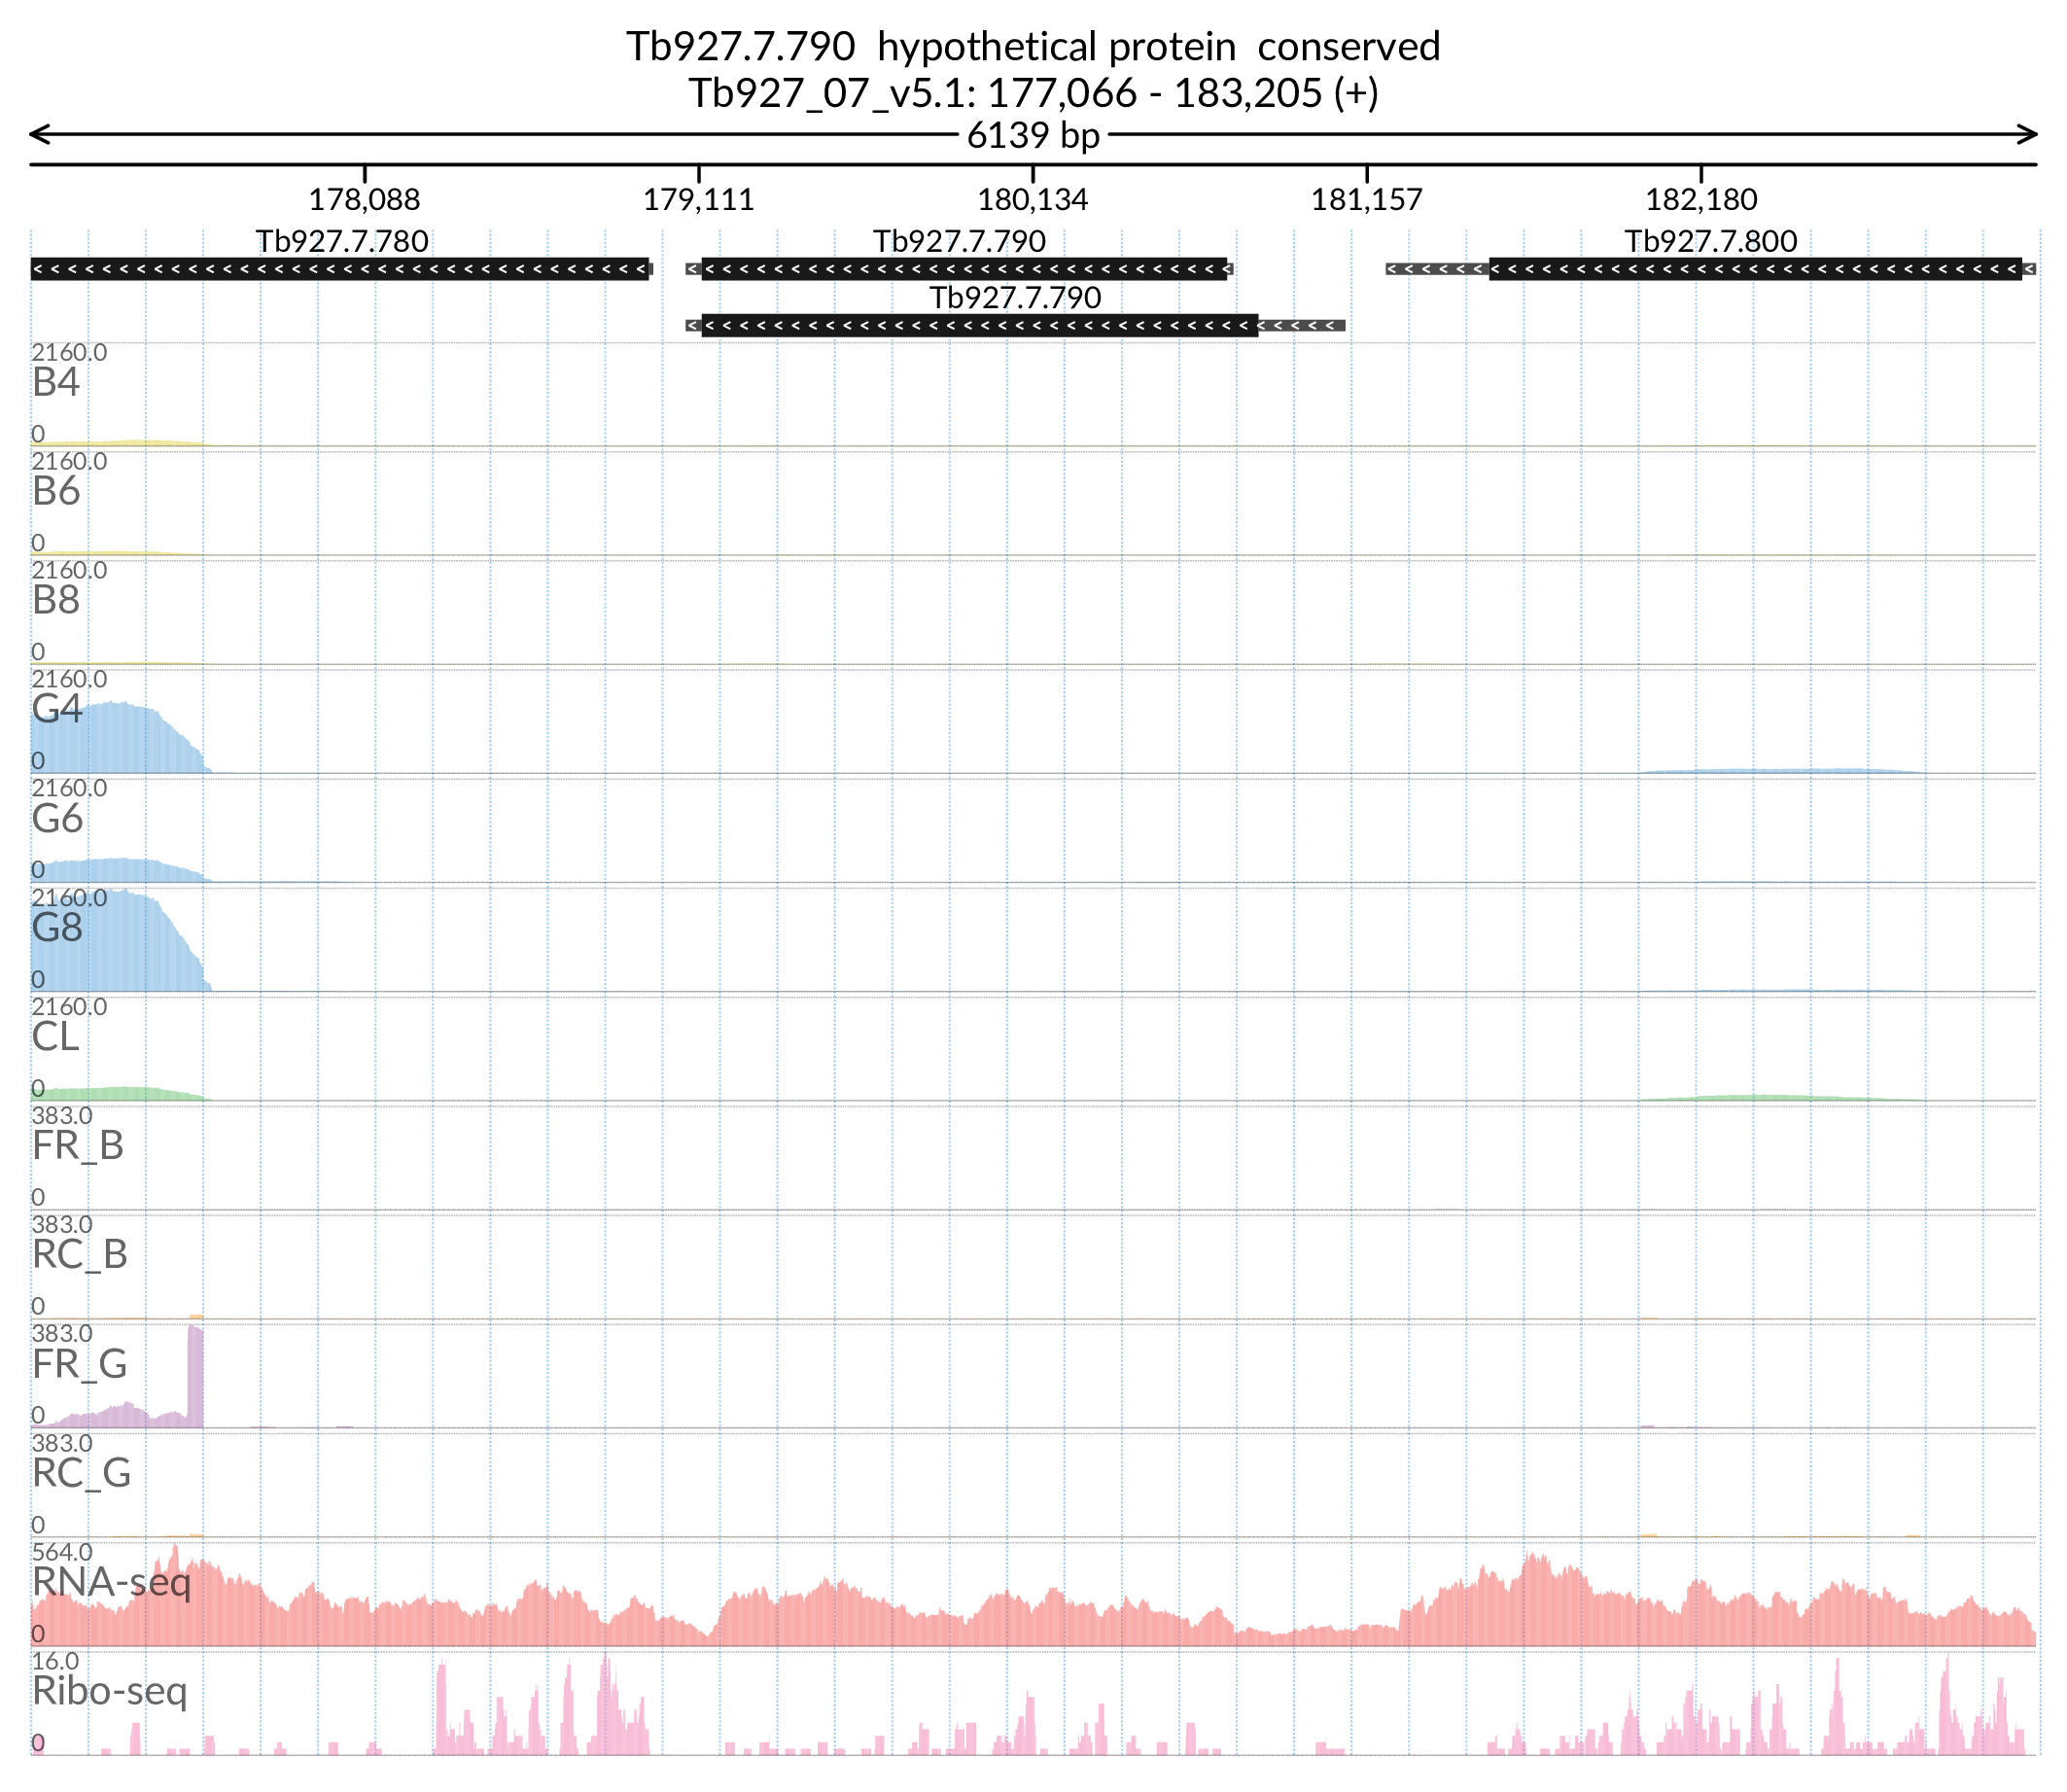 Tb927.7.790 hypothetical protein conserved
Tb927_07_v5.1: 177,066 - 183,205 (+)
6139 bp
178,088 179,111 180,134 181,157 182,180
Tb927.7.780 Tb927.7.790 Tb927.7.800
Tb927.7.790
2160.0
B4
0
2160.0
B6
0
2160.0
B8
0
2160.0
G4
0
2160.0
G6
0
2160.0
G8
0
2160.0
CL
0
383.0
FR_B
0
383.0
RC_B
0
383.0
FR_G
0
383.0
RC_G
0
564.0
RNA-seq
0
16.0
Ribo-seq
0